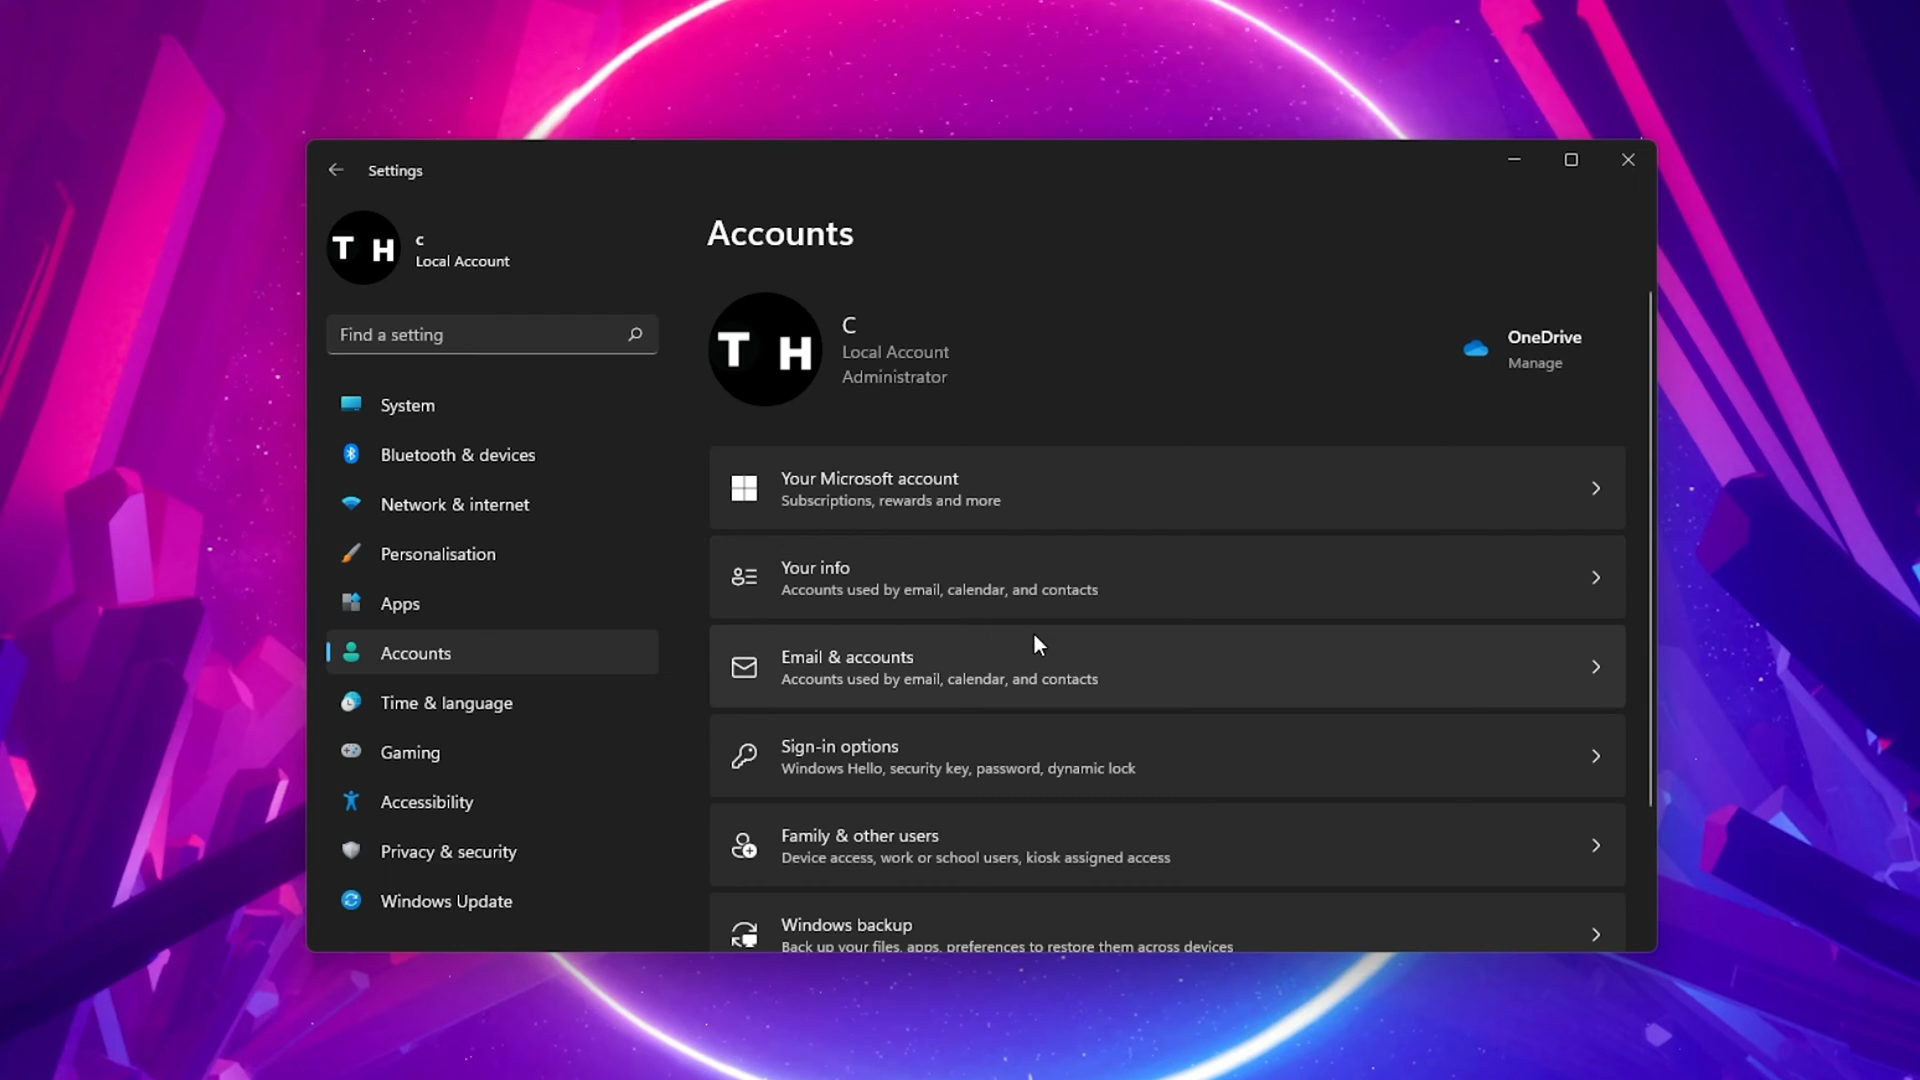 Settings
T H
c
Local Account
Find a setting
System
Bluetooth & devices
Network & internet
Personalisation
Apps
Accounts
Time & language
Gaming
Accessibility
Privacy & security
Windows Update
Accounts
T H
C
Local Account
Administrator
OneDrive
Manage
Your Microsoft account
Subscriptions, rewards and more
Your info
Accounts used by email, calendar, and contacts
Email & accounts
Accounts used by email, calendar, and contacts
Sign-in options
Windows Hello, security key, password, dynamic lock
Family & other users
Device access, work or school users, kiosk assigned access
Windows backup
Back up your files, apps, preferences to restore them across devices